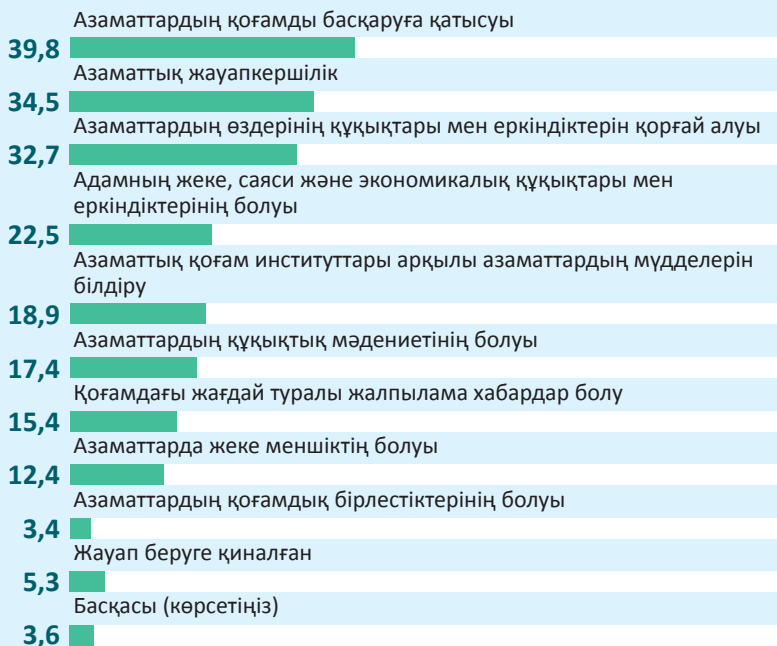 Азаматтардың қоғамды басқаруға қатысуы
39,8
Азаматтық жауапкершілік
34,5
Азаматтардың өздерінің құқықтары мен еркіндіктерін қорғай алуы
32,7
Адамның жеке, саяси және экономикалық құқықтары мен
еркіндіктерінің болуы
22,5
Азаматтық қоғам институттары арқылы азаматтардың мүдделерін
білдіру
18,9
Азаматтардың құқықтық мәдениетінің болуы
17,4
Қоғамдағы жағдай туралы жалпылама хабардар болу
15,4
Азаматтарда жеке меншіктің болуы
12,4
Азаматтардың қоғамдық бірлестіктерінің болуы
3,4
Жауап беруге қиналған
5,3
Басқасы (көрсетіңіз)
3,6